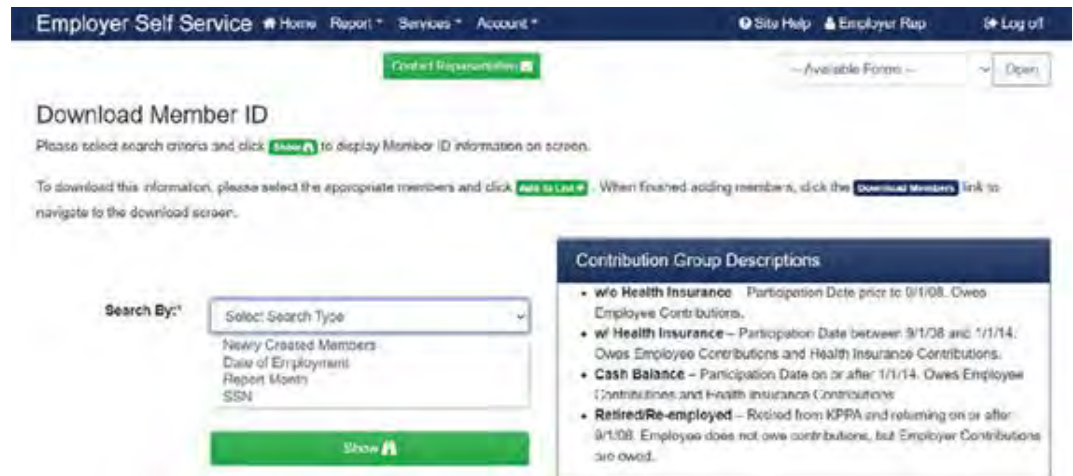 Employer Self Service Home Report Services Account Site Help Employer Rep Log off
Contact Representative
-- Available Forms -- Open
Download Member ID
Please select search criteria and click Show to display Member ID information on screen.
To download this information, please select the appropriate members and click Add to List + . When finished adding members, click the Download Members link to
navigate to the download screen.
Contribution Group Descriptions
Search By:*
Select Search Type
Newly Created Members
Date of Employment
Report Month
SSN
Show
• w/o Health Insurance – Participation Date prior to 9/1/08. Owes
Employee Contributions.
• w/ Health Insurance – Participation Date between 9/1/08 and 1/1/14.
Owes Employee Contributions and Health Insurance Contributions.
• Cash Balance – Participation Date on or after 1/1/14. Owes Employee
Contributions and Health Insurance Contributions
• Retired/Re-employed – Retired from KPPA and returning on or after
9/1/08. Employee does not owe contributions, but Employer Contributions
are owed.